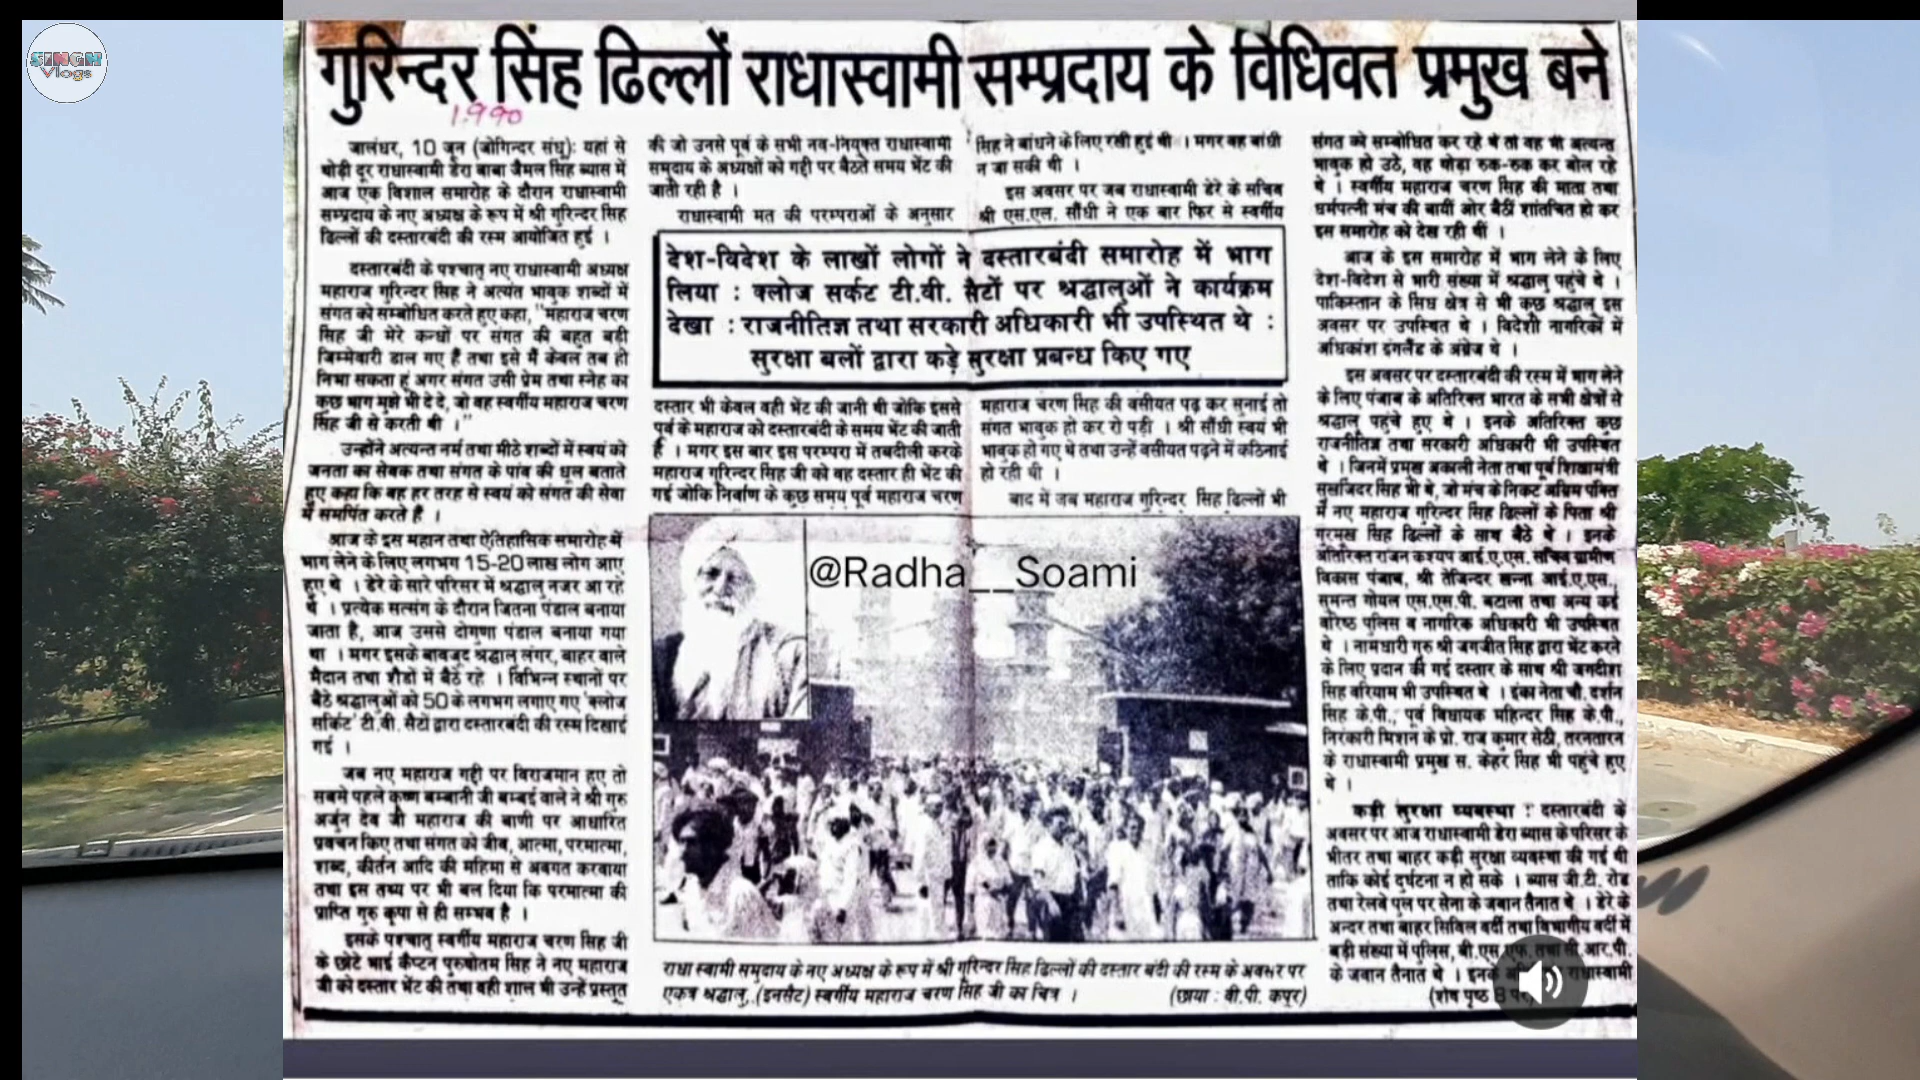 SINGH
Vlogs
गुरिन्दर सिंह ढिल्लों राधास्वामी सम्प्रदाय के विधिवत प्रमुख बने
1990
जालंधर, 10 जून (जोगिन्दर संधू): यहां से
थोड़ी दूर राधास्वामी डेरा बाबा जैमल सिंह ब्यास में
आज एक विशाल समारोह के दौरान राधास्वामी
सम्प्रदाय के नए अध्यक्ष के रूप में श्री गुरिन्दर सिंह
ढिल्लों की दस्तारबंदी की रस्म आयोजित हुई ।
दस्तारबंदी के पश्चात् नए राधास्वामी अध्यक्ष
महाराज गुरिन्दर सिंह ने अत्यंत भावुक शब्दों में
संगत को सम्बोधित करते हुए कहा, "महाराज चरण
सिंह जी मेरे कन्धों पर संगत की बहुत बड़ी
जिम्मेवारी डाल गए हैं तथा इसे मैं केवल तब ही
निभा सकता हूं अगर संगत उसी प्रेम तथा स्नेह का
कुछ भाग मुझे भी दे दे, जो वह स्वर्गीय महाराज चरण
सिंह जी से करती थी ।"
उन्होंने अत्यन्त नर्म तथा मीठे शब्दों में स्वयं को
जनता का सेवक तथा संगत के पांव की धूल बताते
हुए कहा कि वह हर तरह से स्वयं को संगत की सेवा
में समर्पित करते हैं ।
आज के इस महान तथा ऐतिहासिक समारोह में
भाग लेने के लिए लगभग 15-20 लाख लोग आए
हुए थे । डेरे के सारे परिसर में श्रद्धालु नजर आ रहे
थे । प्रत्येक सत्संग के दौरान जितना पंडाल बनाया
जाता है, आज उससे दोगुणा पंडाल बनाया गया
था । मगर इसके बावजूद श्रद्धालु लंगर, बाहर वाले
मैदान तथा शैडों में बैठे रहे । विभिन्न स्थानों पर
बैठे श्रद्धालुओं को 50 के लगभग लगाए गए 'क्लोज
सर्किट' टी.वी. सैटों द्वारा दस्तारबंदी की रस्म दिखाई
गई ।
जब नए महाराज गद्दी पर विराजमान हुए तो
सबसे पहले कृष्ण बम्बानी जी बम्बई वाले ने श्री गुरु
अर्जुन देव जी महाराज की बाणी पर आधारित
प्रवचन किए तथा संगत को जीव, आत्मा, परमात्मा,
शब्द, कीर्तन आदि की महिमा से अवगत करवाया
तथा इस तथ्य पर भी बल दिया कि परमात्मा की
प्राप्ति गुरु कृपा से ही सम्भव है ।
इसके पश्चात् स्वर्गीय महाराज चरण सिंह जी
के छोटे भाई कैप्टन पुरुषोतम सिंह ने नए महाराज
जी को दस्तार भेंट की तथा वही शाल भी उन्हें प्रस्तुत
की जो उनसे पूर्व के सभी नव-नियुक्त राधास्वामी
समुदाय के अध्यक्षों को गद्दी पर बैठते समय भेंट की
जाती रही है ।
राधास्वामी मत की परम्पराओं के अनुसार
देश-विदेश के लाखों लोगों ने दस्तारबंदी समारोह में भाग
लिया : क्लोज सर्कट टी.वी. सैटों पर श्रद्धालुओं ने कार्यक्रम
देखा : राजनीतिज्ञ तथा सरकारी अधिकारी भी उपस्थित थे :
सुरक्षा बलों द्वारा कड़े सुरक्षा प्रबन्ध किए गए
दस्तार भी केवल वही भेंट की जानी थी जोकि इससे
पूर्व के महाराज को दस्तारबंदी के समय भेंट की जाती
है । मगर इस बार इस परम्परा में तबदीली करके
महाराज गुरिन्दर सिंह जी को वह दस्तार ही भेंट की
गई जोकि निर्वाण के कुछ समय पूर्व महाराज चरण
सिंह ने बांधने के लिए रखी हुई थी । मगर वह बांधी
न जा सकी थी ।
इस अवसर पर जब राधास्वामी डेरे के सचिव
श्री एस.एल. सौंधी ने एक बार फिर से स्वर्गीय
महाराज चरण सिंह की वसीयत पढ़ कर सुनाई तो
संगत भावुक हो कर रो पड़ी । श्री सौंधी स्वयं भी
भावुक हो गए थे तथा उन्हें वसीयत पढ़ने में कठिनाई
हो रही थी ।
बाद में जब महाराज गुरिन्दर सिंह ढिल्लों भी
@Radha__Soami
राधा स्वामी समुदाय के नए अध्यक्ष के रूप में श्री गुरिन्दर सिंह ढिल्लों की दस्तार बंदी की रस्म के अवसर पर
एकत्र श्रद्धालु, (इनसैट) स्वर्गीय महाराज चरण सिंह जी का चित्र । (छाया : वी.पी. कपूर)
संगत को सम्बोधित कर रहे थे तो वह भी अत्यन्त
भावुक हो उठे, वह थोड़ा रुक-रुक कर बोल रहे
थे । स्वर्गीय महाराज चरण सिंह की माता तथा
धर्मपत्नी मंच की बायीं ओर बैठीं शांतचित हो कर
इस समारोह को देख रही थीं ।
आज के इस समारोह में भाग लेने के लिए
देश-विदेश से भारी संख्या में श्रद्धालु पहुंचे थे ।
पाकिस्तान के सिंध क्षेत्र से भी कुछ श्रद्धालु इस
अवसर पर उपस्थित थे । विदेशी नागरिकों में
अधिकांश इंगलैंड के अंग्रेज थे ।
इस अवसर पर दस्तारबंदी की रस्म में भाग लेने
के लिए पंजाब के अतिरिक्त भारत के सभी क्षेत्रों से
श्रद्धालु पहुंचे हुए थे । इनके अतिरिक्त कुछ
राजनीतिज्ञ तथा सरकारी अधिकारी भी उपस्थित
थे । जिनमें प्रमुख अकाली नेता तथा पूर्व शिक्षामंत्री
सुखजिंदर सिंह भी थे, जो मंच के निकट अग्रिम पंक्ति
में नए महाराज गुरिन्दर सिंह ढिल्लों के पिता श्री
गुरमुख सिंह ढिल्लों के साथ बैठे थे । इनके
अतिरिक्त राजन कश्यप आई.ए.एस. सचिव ग्रामीण
विकास पंजाब, श्री तेजिन्दर खन्ना आई.ए.एस.,
सुमन्त गोयल एस.एस.पी. बटाला तथा अन्य कई
वरिष्ठ पुलिस व नागरिक अधिकारी भी उपस्थित
थे । नामधारी गुरु श्री जगजीत सिंह द्वारा भेंट करने
के लिए प्रदान की गई दस्तार के साथ श्री जगदीश
सिंह वरियाम भी उपस्थित थे । इंका नेता चौ. दर्शन
सिंह के.पी., पूर्व विधायक महिन्दर सिंह के.पी.,
निरंकारी मिशन के प्रो. राज कुमार सेठी, तरनतारन
के राधास्वामी प्रमुख स. केहर सिंह भी पहुंचे हुए
थे ।
कड़ी सुरक्षा व्यवस्था : दस्तारबंदी के
अवसर पर आज राधास्वामी डेरा ब्यास के परिसर के
भीतर तथा बाहर कड़ी सुरक्षा व्यवस्था की गई थी
ताकि कोई दुर्घटना न हो सके । ब्यास जी.टी. रोड
तथा रेलवे पुल पर सेना के जवान तैनात थे । डेरे के
अन्दर तथा बाहर सिविल वर्दी तथा विभागीय वर्दी में
बड़ी संख्या में पुलिस, बी.एस.एफ. तथा सी.आर.पी.
के जवान तैनात थे । इनके राधास्वामी
(शेष पृष्ठ 8 पर)